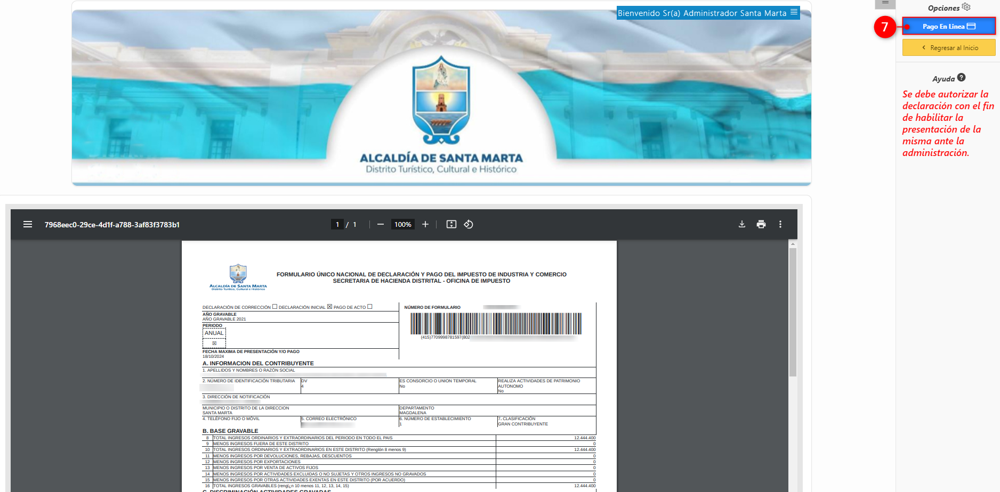 Bienvenido Sr(a) Administrador Santa Marta
ALCALDÍA DE SANTA MARTA
Distrito Turístico, Cultural e Histórico
Opciones
7
Pago En Linea
Regresar al Inicio
Ayuda
Se debe autorizar la
declaración con el fin
de habilitar la
presentación de la
misma ante la
administración.
7968eec0-29ce-4d1f-a788-3af83f3783b1
1 / 1
100%
ALCALDÍA DE SANTA MARTA
Distrito Turítico, Cultural e Histórico
FORMULARIO ÚNICO NACIONAL DE DECLARACIÓN Y PAGO DEL IMPUESTO DE INDUSTRIA Y COMERCIO
SECRETARIA DE HACIENDA DISTRITAL - OFICINA DE IMPUESTO
DECLARACIÓN DE CORRECCIÓN ☐ DECLARACIÓN INICIAL ☒ PAGO DE ACTO ☐
AÑO GRAVABLE
AÑO GRAVABLE 2021
PERIODO
ANUAL
☒
FECHA MAXIMA DE PRESENTACIÓN Y/O PAGO
18/10/2024
NÚMERO DE FORMULARIO
(415)7709998781597(802
A. INFORMACION DEL CONTRIBUYENTE
1. APELLIDOS Y NOMBRES O RAZÓN SOCIAL
2. NÚMERO DE IDENTIFICACIÓN TRIBUTARIA
DV
4
ES CONSORCIO O UNION TEMPORAL
No
REALIZA ACTIVIDADES DE PATRIMONIO
AUTONOMO
No
3. DIRECCIÓN DE NOTIFICACIÓN
MUNICIPIO O DISTRITO DE LA DIRECCION
SANTA MARTA
DEPARTAMENTO
MAGDALENA
4. TELÉFONO FIJO O MÓVIL
5. CORREO ELECTRÓNICO
6. NÚMERO DE ESTABLECIMIENTO
1
7. CLASIFICACIÓN
GRAN CONTRIBUYENTE
B. BASE GRAVABLE
8 TOTAL INGRESOS ORDINARIOS Y EXTRAORDINARIOS DEL PERIODO EN TODO EL PAIS 12.444.400
9 MENOS INGRESOS FUERA DE ESTE DISTRITO 0
10 TOTAL INGRESOS ORDINARIOS Y EXTRAORDINARIOS EN ESTE DISTRITO (Renglón 8 menos 9) 12.444.400
11 MENOS INGRESOS POR DEVOLUCIONES, REBAJAS, DESCUENTOS 0
12 MENOS INGRESOS POR EXPORTACIONES 0
13 MENOS INGRESOS POR VENTA DE ACTIVOS FIJOS 0
14 MENOS INGRESOS POR ACTIVIDADES EXCLUIDAS O NO SUJETAS Y OTROS INGRESOS NO GRAVADOS 0
15 MENOS INGRESOS POR OTRAS ACTIVIDADES EXENTAS EN ESTE DISTRITO (POR ACUERDO) 0
16 TOTAL INGRESOS GRAVABLES (rengl¿n 10 menos 11, 12, 13, 14, 15) 12.444.400
C. DISCRIMINACIÓN ACTIVIDADES GRAVADAS